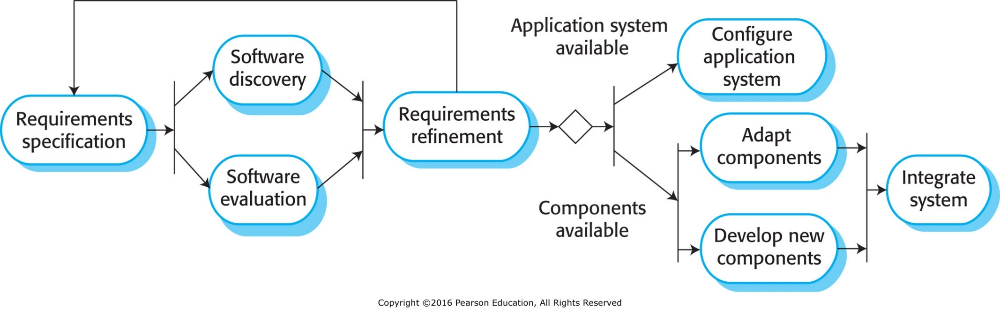 Requirements
specification
Software
discovery
Software
evaluation
Requirements
refinement
Application system
available
Components
available
Configure
application
system
Adapt
components
Develop new
components
Integrate
system
Copyright ©2016 Pearson Education, All Rights Reserved